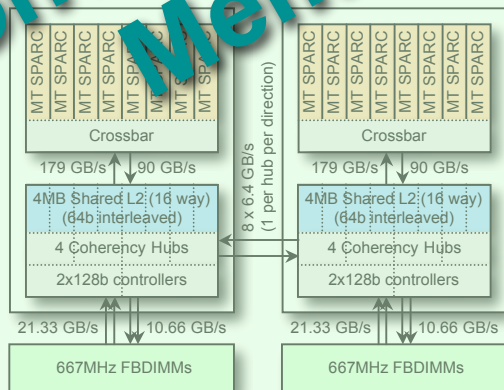 MT SPARC
MT SPARC
MT SPARC
MT SPARC
MT SPARC
MT SPARC
MT SPARC
MT SPARC
Crossbar
179 GB/s
90 GB/s
4MB Shared L2 (16 way)
(64b interleaved)
4 Coherency Hubs
2x128b controllers
21.33 GB/s
10.66 GB/s
667MHz FBDIMMs
8 x 6.4 GB/s
(1 per hub per direction)
MT SPARC
MT SPARC
MT SPARC
MT SPARC
MT SPARC
MT SPARC
MT SPARC
MT SPARC
Crossbar
179 GB/s
90 GB/s
4MB Shared L2 (16 way)
(64b interleaved)
4 Coherency Hubs
2x128b controllers
21.33 GB/s
10.66 GB/s
667MHz FBDIMMs